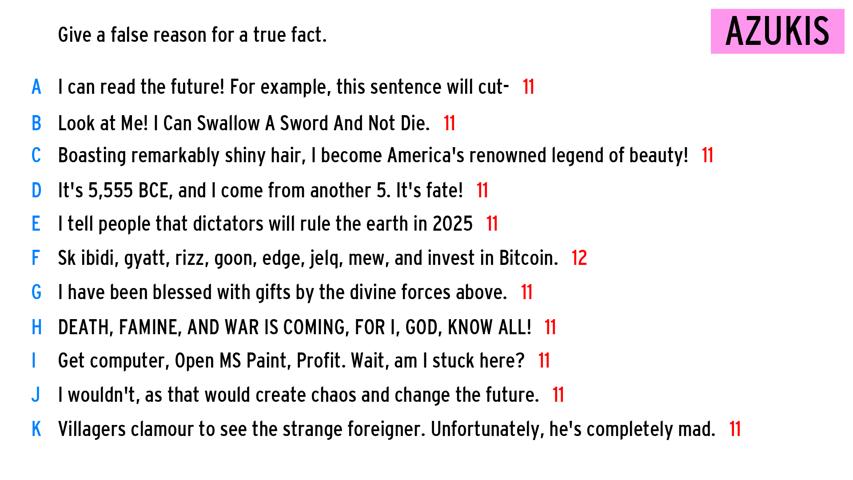 Give a false reason for a true fact.
AZUKIS
A I can read the future! For example, this sentence will cut- 11
B Look at Me! I Can Swallow A Sword And Not Die. 11
C Boasting remarkably shiny hair, I become America's renowned legend of beauty! 11
D It's 5,555 BCE, and I come from another 5. It's fate! 11
E I tell people that dictators will rule the earth in 2025 11
F Sk ibidi, gyatt, rizz, goon, edge, jelq, mew, and invest in Bitcoin. 12
G I have been blessed with gifts by the divine forces above. 11
H DEATH, FAMINE, AND WAR IS COMING, FOR I, GOD, KNOW ALL! 11
I Get computer, Open MS Paint, Profit. Wait, am I stuck here? 11
J I wouldn't, as that would create chaos and change the future. 11
K Villagers clamour to see the strange foreigner. Unfortunately, he's completely mad. 11